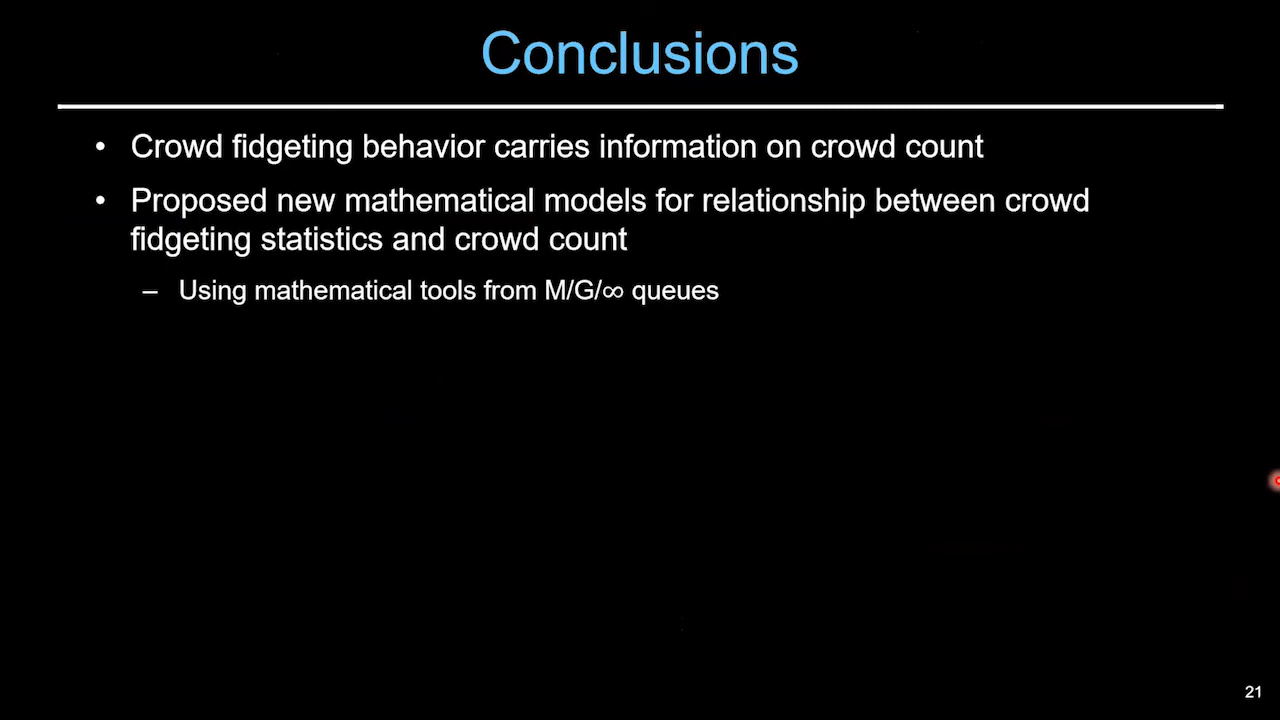 Conclusions
• Crowd fidgeting behavior carries information on crowd count
• Proposed new mathematical models for relationship between crowd
fidgeting statistics and crowd count
– Using mathematical tools from M/G/∞ queues
21